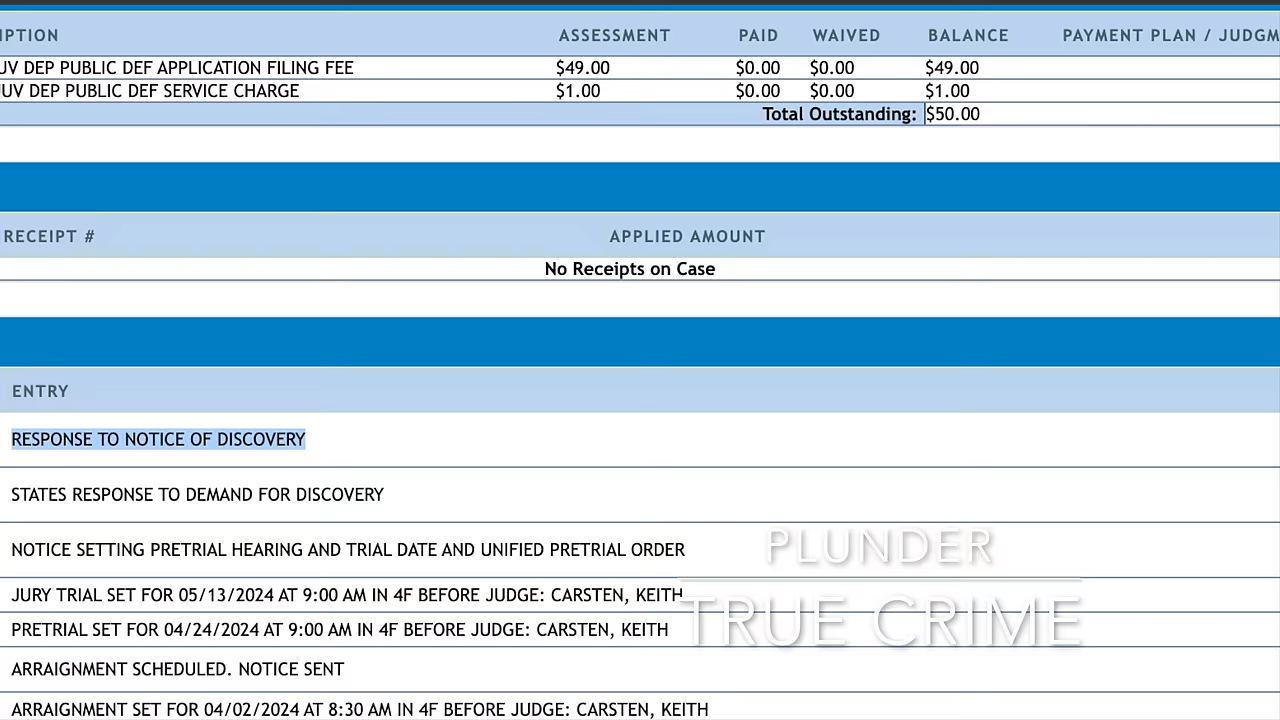 IPTION ASSESSMENT PAID WAIVED BALANCE PAYMENT PLAN / JUDGM
UV DEP PUBLIC DEF APPLICATION FILING FEE $49.00 $0.00 $0.00 $49.00
UV DEP PUBLIC DEF SERVICE CHARGE $1.00 $0.00 $0.00 $1.00
Total Outstanding: $50.00
RECEIPT # APPLIED AMOUNT
No Receipts on Case
ENTRY
RESPONSE TO NOTICE OF DISCOVERY
STATES RESPONSE TO DEMAND FOR DISCOVERY
NOTICE SETTING PRETRIAL HEARING AND TRIAL DATE AND UNIFIED PRETRIAL ORDER
JURY TRIAL SET FOR 05/13/2024 AT 9:00 AM IN 4F BEFORE JUDGE: CARSTEN, KEITH
PRETRIAL SET FOR 04/24/2024 AT 9:00 AM IN 4F BEFORE JUDGE: CARSTEN, KEITH
ARRAIGNMENT SCHEDULED. NOTICE SENT
ARRAIGNMENT SET FOR 04/02/2024 AT 8:30 AM IN 4F BEFORE JUDGE: CARSTEN, KEITH
PLUNDER
TRUE CRIME